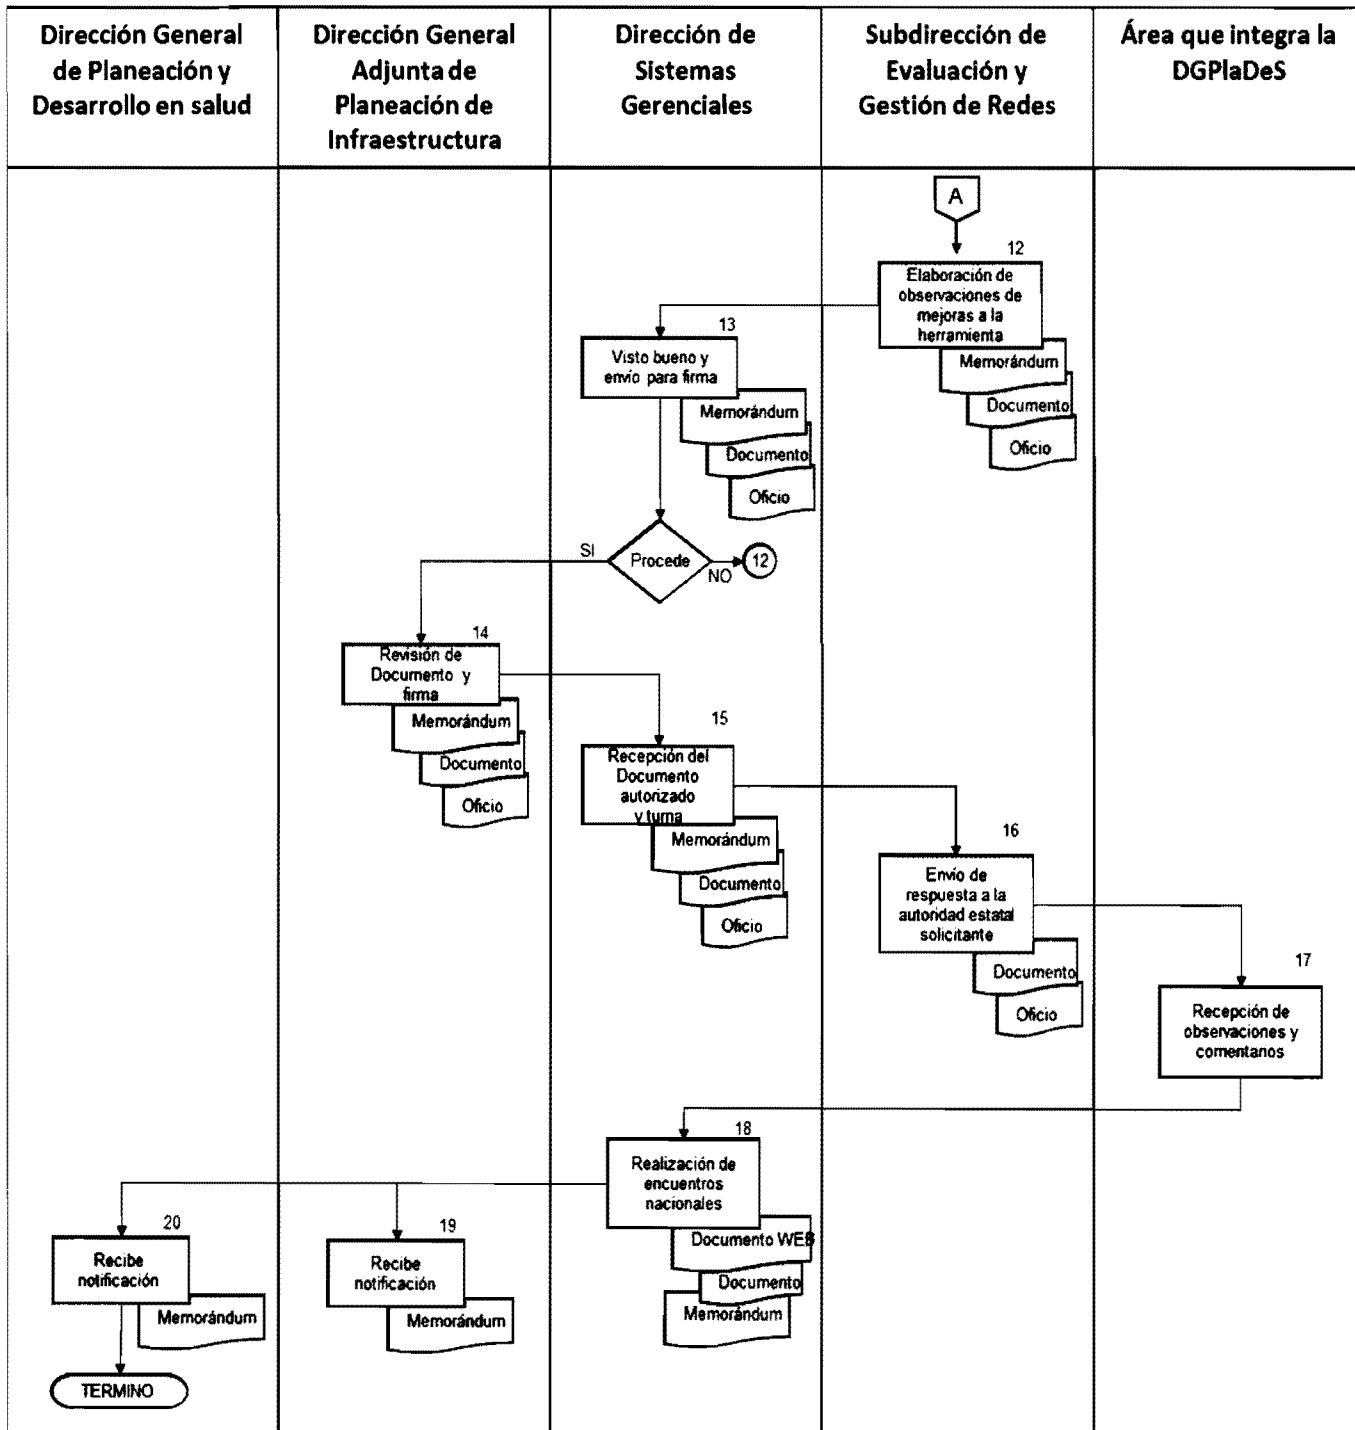 Dirección General
de Planeación y
Desarrollo en salud
Dirección General
Adjunta de
Planeación de
Infraestructura
Dirección de
Sistemas
Gerenciales
Subdirección de
Evaluación y
Gestión de Redes
Área que integra la
DGPlaDeS
A
12
Elaboración de
observaciones de
mejoras a la
herramienta
Memorándum
Documento
Oficio
13
Visto bueno y
envío para firma
Memorándum
Documento
Oficio
SI
Procede
NO
12
14
Revisión de
Documento y
firma
Memorándum
Documento
Oficio
15
Recepción del
Documento
autorizado
y turna
Memorándum
Documento
Oficio
16
Envío de
respuesta a la
autoridad estatal
solicitante
Documento
Oficio
17
Recepción de
observaciones y
comentarios
18
Realización de
encuentros
nacionales
Documento WEB
Documento
Memorándum
19
Recibe
notificación
Memorándum
20
Recibe
notificación
Memorándum
TERMINO